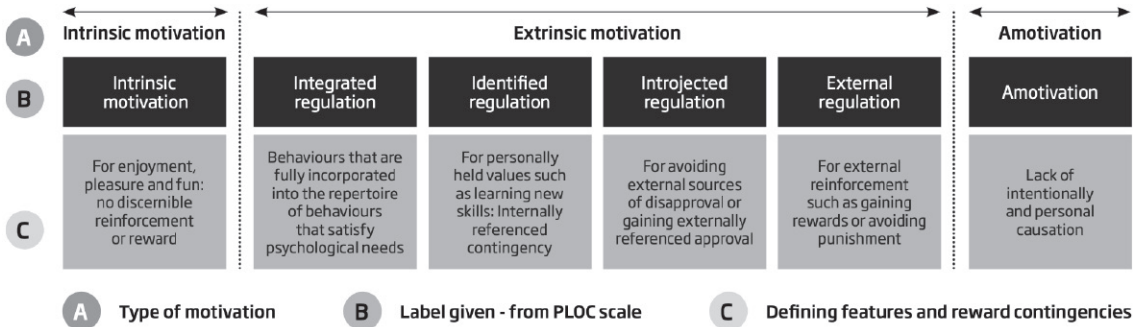 A
Intrinsic motivation
Extrinsic motivation
Amotivation
B
Intrinsic
motivation
Integrated
regulation
Identified
regulation
Introjected
regulation
External
regulation
Amotivation
C
For enjoyment,
pleasure and fun:
no discernible
reinforcement
or reward
Behaviours that are
fully incorporated
into the repertoire
of behaviours
that satisfy
psychological needs
For personally
held values such
as learning new
skills: Internally
referenced
contingency
For avoiding
external sources
of disapproval or
gaining externally
referenced approval
For external
reinforcement
such as gaining
rewards or avoiding
punishment
Lack of
intentionally
and personal
causation
A Type of motivation
B Label given - from PLOC scale
C Defining features and reward contingencies